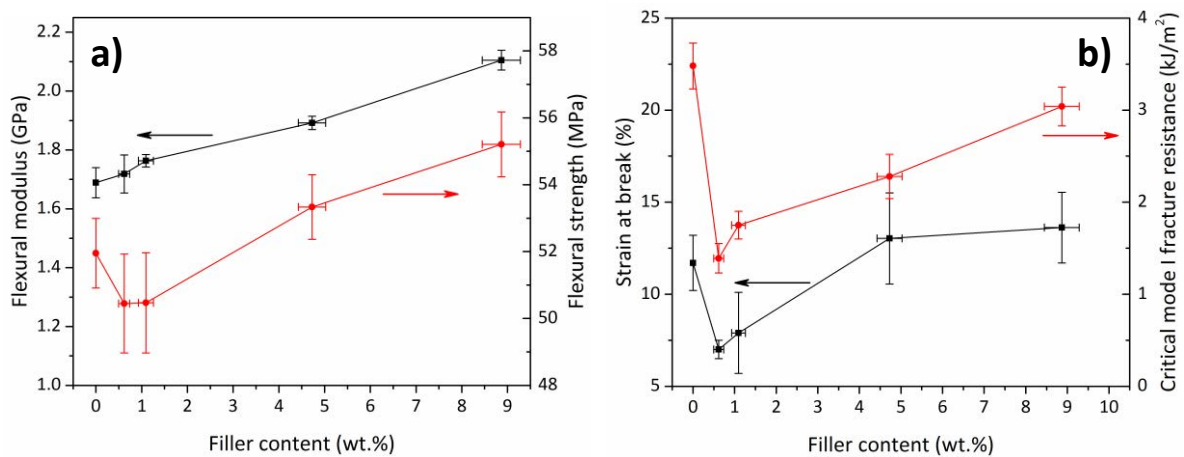 a)
Flexural modulus (GPa)
2.2
2.0
1.8
1.6
1.4
1.2
1.0
58
56
54
52
50
48
Flexural strength (MPa)
0 1 2 3 4 5 6 7 8 9
Filler content (wt.%)
b)
Strain at break (%)
25
20
15
10
5
4
3
2
1
0
Critical mode I fracture resistance (kJ/m²)
0 1 2 3 4 5 6 7 8 9 10
Filler content (wt.%)